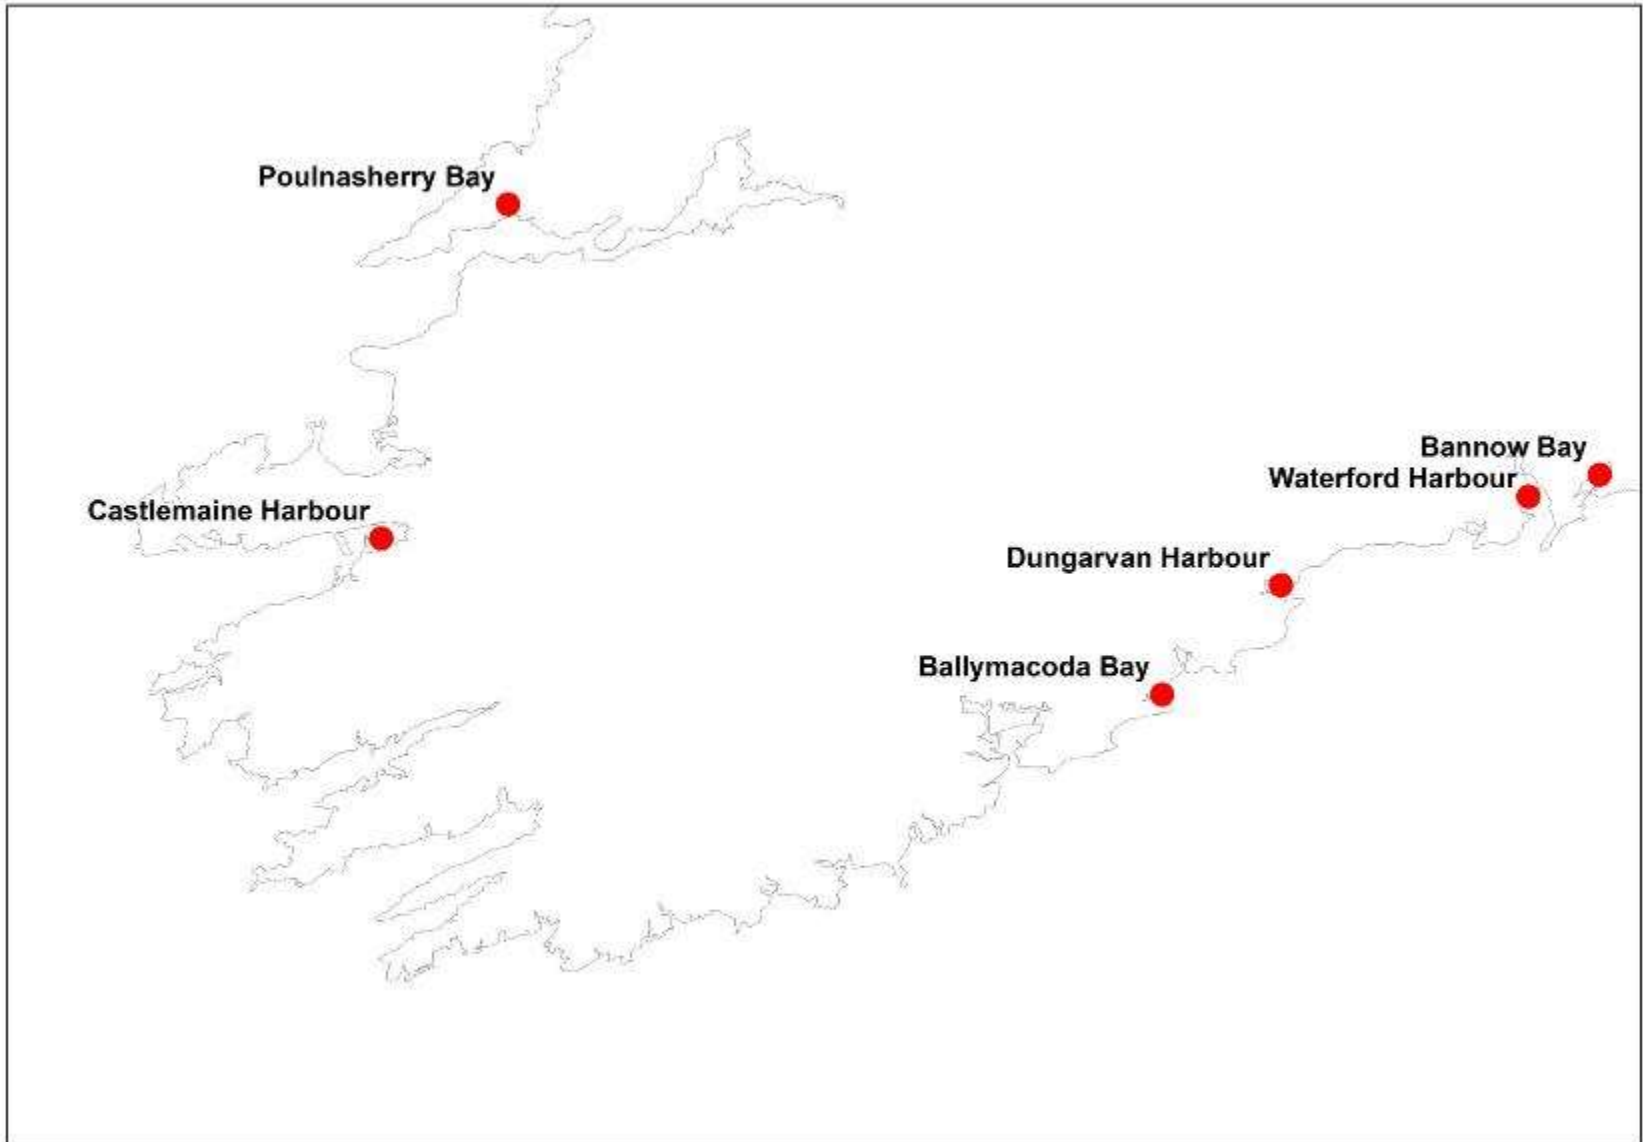 Poulnasherry Bay
Bannow Bay
Waterford Harbour
Castlemaine Harbour
Dungarvan Harbour
Ballymacoda Bay